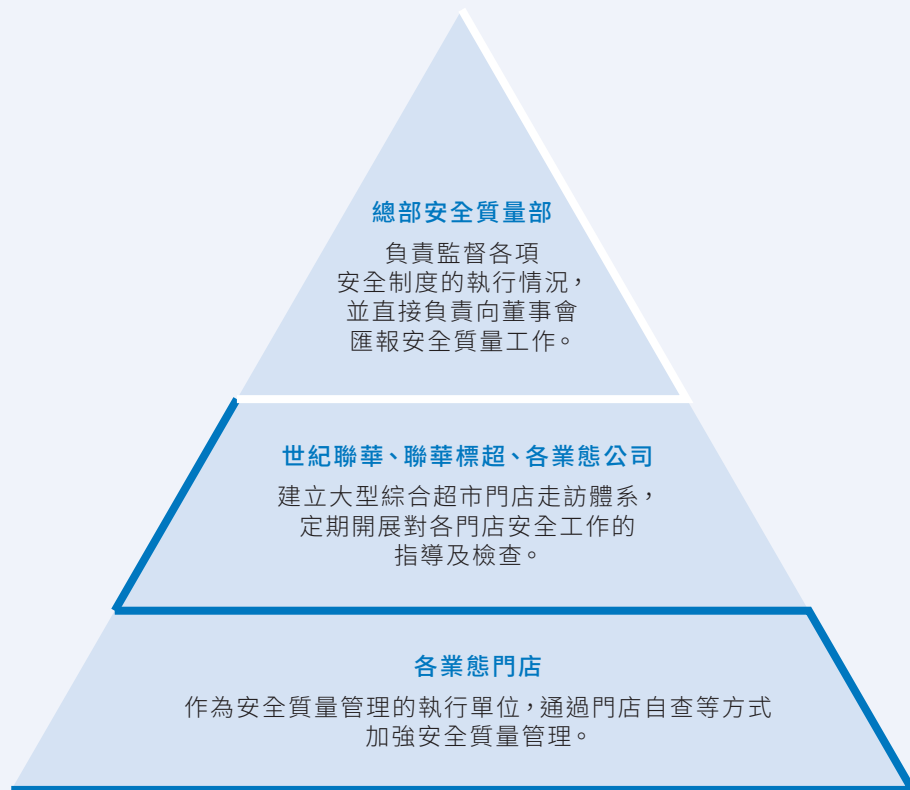 總部安全質量部
負責監督各項
安全制度的執行情況，
並直接負責向董事會
匯報安全質量工作。
世紀聯華、聯華標超、各業態公司
建立大型綜合超市門店走訪體系，
定期開展對各門店安全工作的
指導及檢查。
各業態門店
作為安全質量管理的執行單位，通過門店自查等方式
加強安全質量管理。